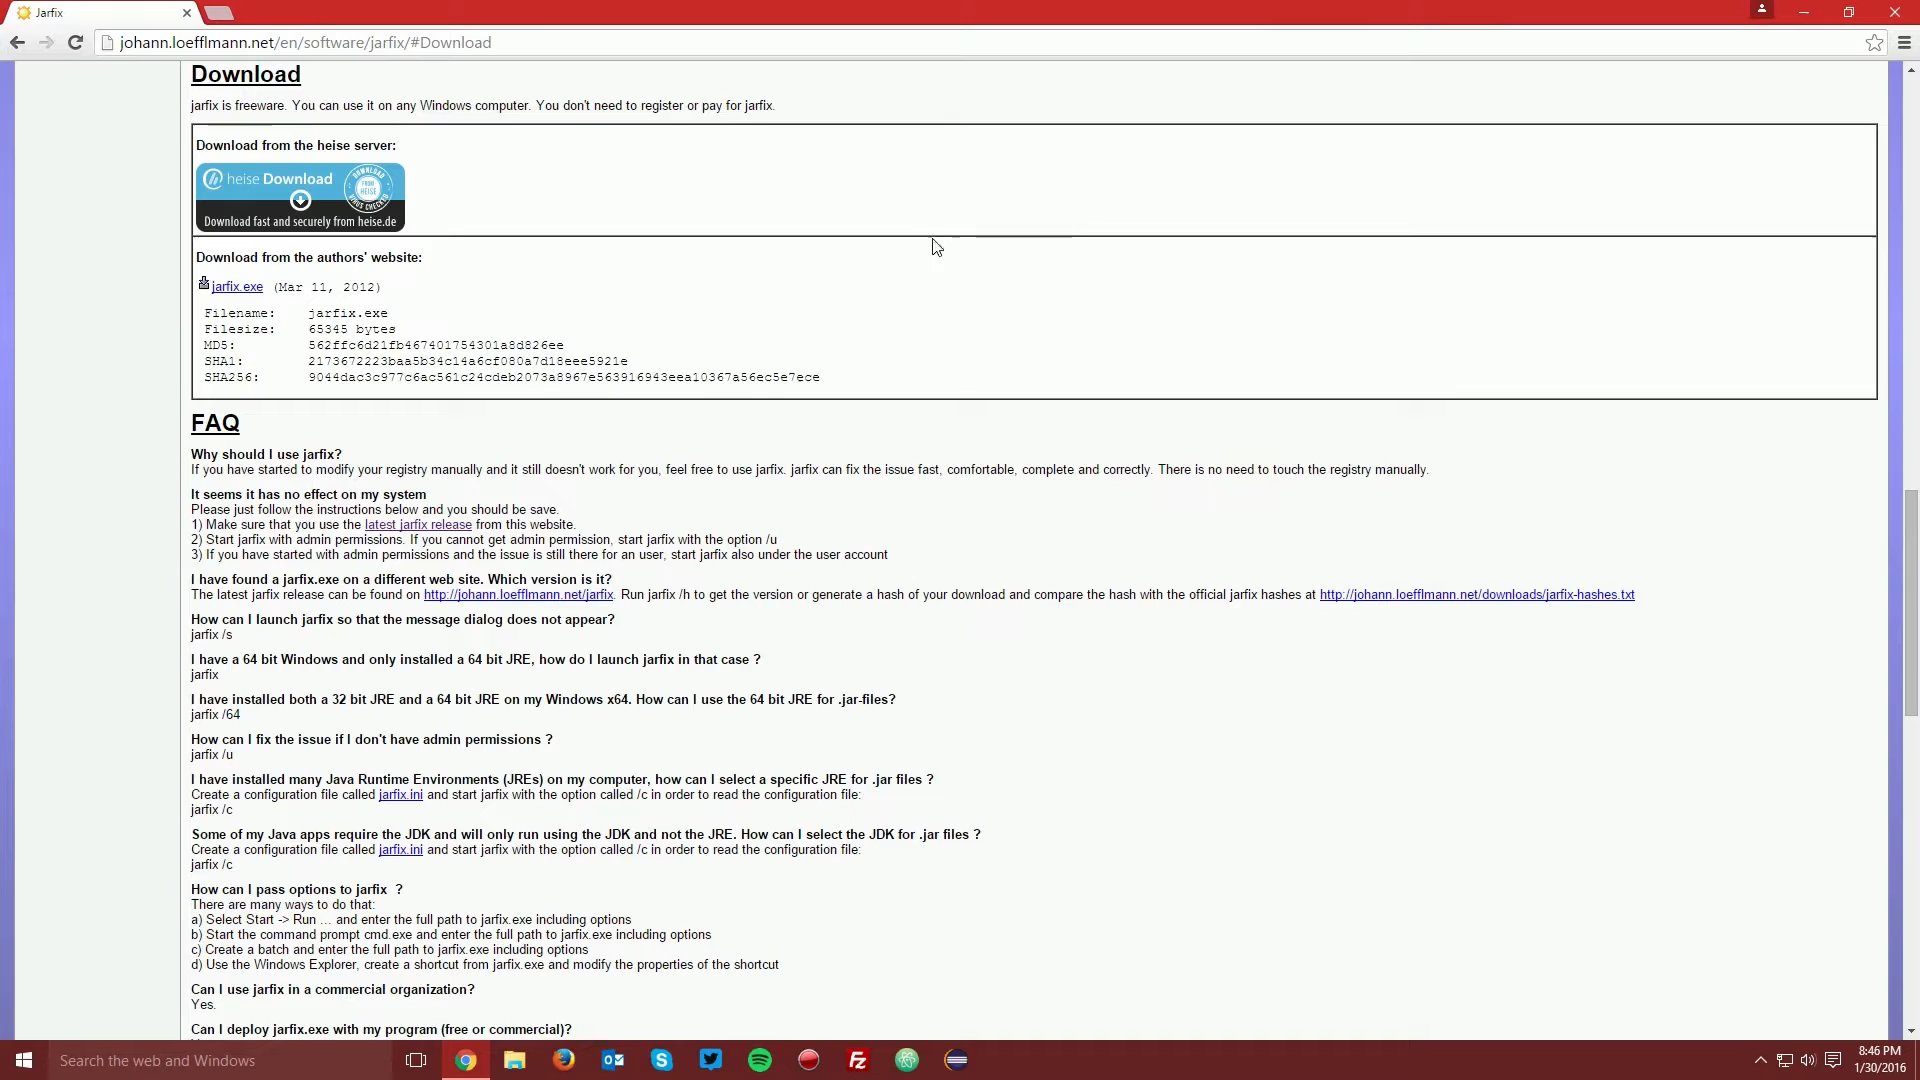 Jarfix
johann.loefflmann.net/en/software/jarfix/#Download
Download
jarfix is freeware. You can use it on any Windows computer. You don't need to register or pay for jarfix.
Download from the heise server:
heise Download
DOWNLOAD FROM HEISE VIRUS CHECKED
Download fast and securely from heise.de
Download from the authors' website:
jarfix.exe (Mar 11, 2012)
Filename: jarfix.exe
Filesize: 65345 bytes
MD5: 562ffc6d21fb467401754301a8d826ee
SHA1: 2173672223baa5b34c14a6cf080a7d18eee5921e
SHA256: 9044dac3c977c6ac561c24cdeb2073a8967e563916943eea10367a56ec5e7ece
FAQ
Why should I use jarfix?
If you have started to modify your registry manually and it still doesn't work for you, feel free to use jarfix. jarfix can fix the issue fast, comfortable, complete and correctly. There is no need to touch the registry manually.
It seems it has no effect on my system
Please just follow the instructions below and you should be save.
1) Make sure that you use the latest jarfix release from this website.
2) Start jarfix with admin permissions. If you cannot get admin permission, start jarfix with the option /u
3) If you have started with admin permissions and the issue is still there for an user, start jarfix also under the user account
I have found a jarfix.exe on a different web site. Which version is it?
The latest jarfix release can be found on http://johann.loefflmann.net/jarfix. Run jarfix /h to get the version or generate a hash of your download and compare the hash with the official jarfix hashes at http://johann.loefflmann.net/downloads/jarfix-hashes.txt
How can I launch jarfix so that the message dialog does not appear?
jarfix /s
I have a 64 bit Windows and only installed a 64 bit JRE, how do I launch jarfix in that case ?
jarfix
I have installed both a 32 bit JRE and a 64 bit JRE on my Windows x64. How can I use the 64 bit JRE for .jar-files?
jarfix /64
How can I fix the issue if I don't have admin permissions ?
jarfix /u
I have installed many Java Runtime Environments (JREs) on my computer, how can I select a specific JRE for .jar files ?
Create a configuration file called jarfix.ini and start jarfix with the option called /c in order to read the configuration file:
jarfix /c
Some of my Java apps require the JDK and will only run using the JDK and not the JRE. How can I select the JDK for .jar files ?
Create a configuration file called jarfix.ini and start jarfix with the option called /c in order to read the configuration file:
jarfix /c
How can I pass options to jarfix ?
There are many ways to do that:
a) Select Start -> Run ... and enter the full path to jarfix.exe including options
b) Start the command prompt cmd.exe and enter the full path to jarfix.exe including options
c) Create a batch and enter the full path to jarfix.exe including options
d) Use the Windows Explorer, create a shortcut from jarfix.exe and modify the properties of the shortcut
Can I use jarfix in a commercial organization?
Yes.
Can I deploy jarfix.exe with my program (free or commercial)?
Search the web and Windows
8:46 PM
1/30/2016